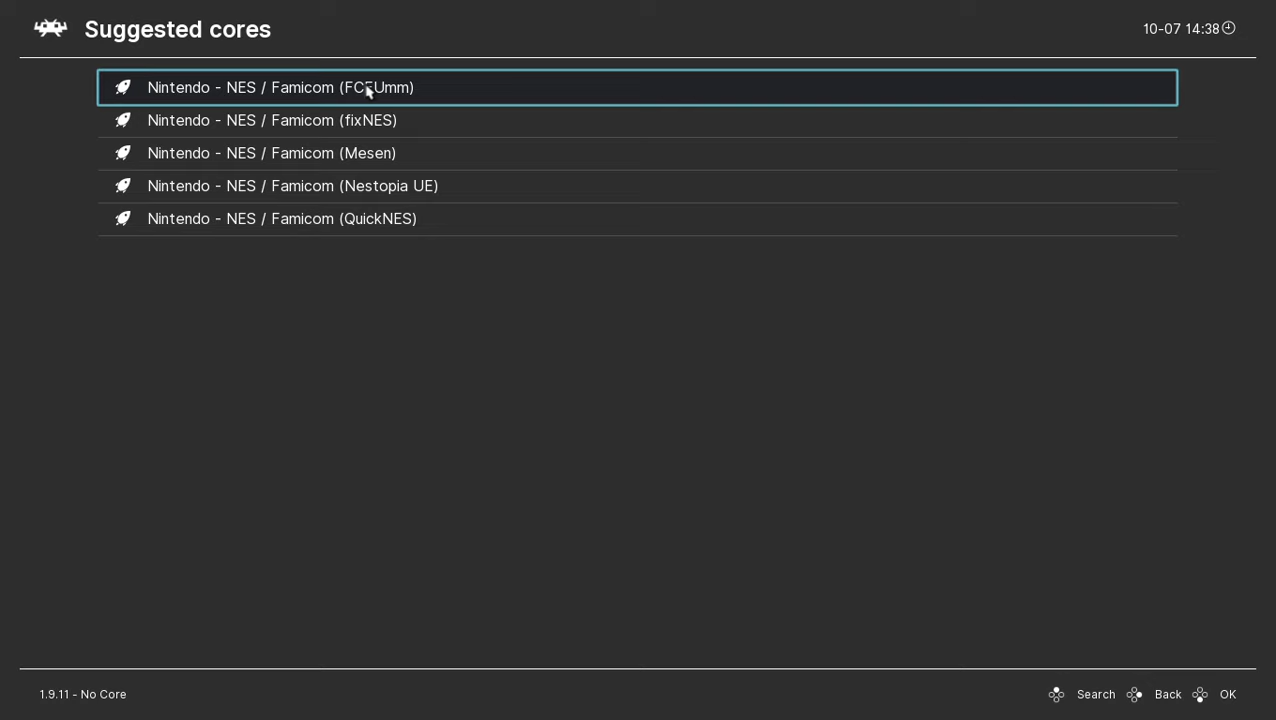 Suggested cores
10-07 14:38
Nintendo - NES / Famicom (FCEUmm)
Nintendo - NES / Famicom (fixNES)
Nintendo - NES / Famicom (Mesen)
Nintendo - NES / Famicom (Nestopia UE)
Nintendo - NES / Famicom (QuickNES)
1.9.11 - No Core
Search Back OK